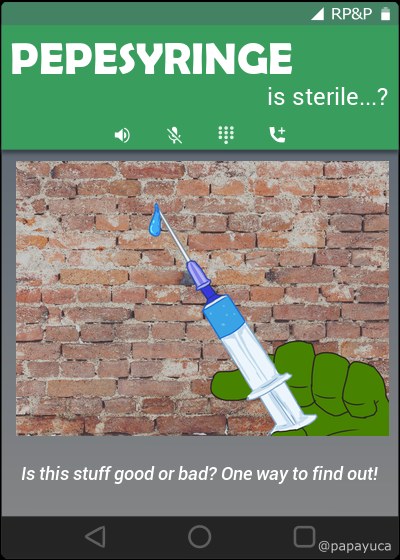 RP&P
PEPESYRINGE
is sterile...?
Is this stuff good or bad? One way to find out!
@papayuca